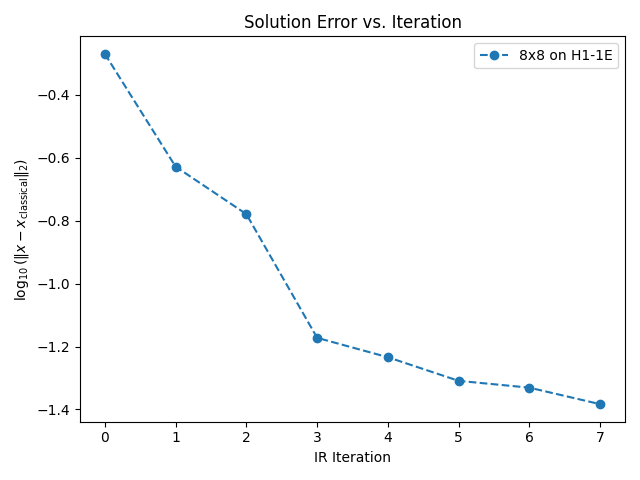 Solution Error vs. Iteration
8x8 on H1-1E
−0.4
−0.6
−0.8
−1.0
−1.2
−1.4
log₁₀(‖x − x_classical‖₂)
0 1 2 3 4 5 6 7
IR Iteration